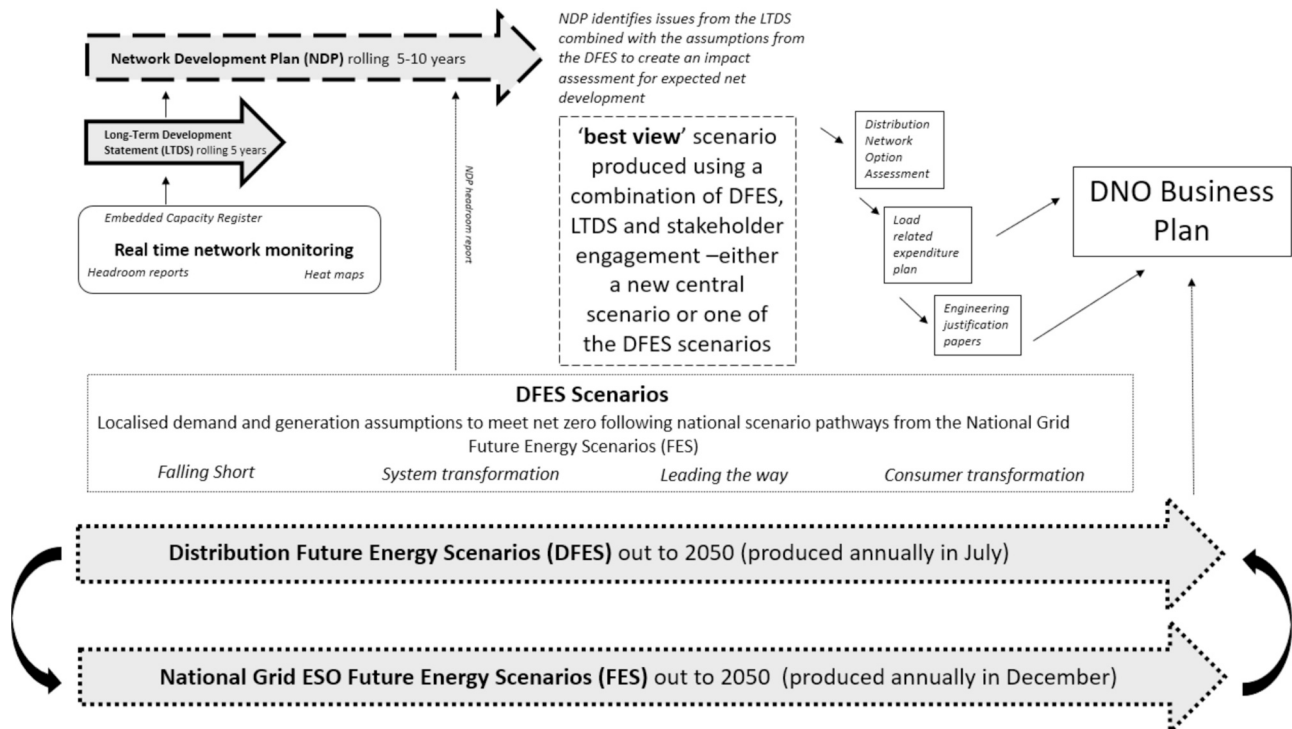 NDP identifies issues from the LTDS
combined with the assumptions from
the DFES to create an impact
assessment for expected net
development
Network Development Plan (NDP) rolling 5-10 years
Long-Term Development
Statement (LTDS) rolling 5 years
Embedded Capacity Register
Real time network monitoring
Headroom reports
Heat maps
NDP headroom report
‘best view’ scenario
produced using a
combination of DFES,
LTDS and stakeholder
engagement –either
a new central
scenario or one of
the DFES scenarios
Distribution
Network
Option
Assessment
Load
related
expenditure
plan
Engineering
justification
papers
DNO Business
Plan
DFES Scenarios
Localised demand and generation assumptions to meet net zero following national scenario pathways from the National Grid
Future Energy Scenarios (FES)
Falling Short
System transformation
Leading the way
Consumer transformation
Distribution Future Energy Scenarios (DFES) out to 2050 (produced annually in July)
National Grid ESO Future Energy Scenarios (FES) out to 2050 (produced annually in December)